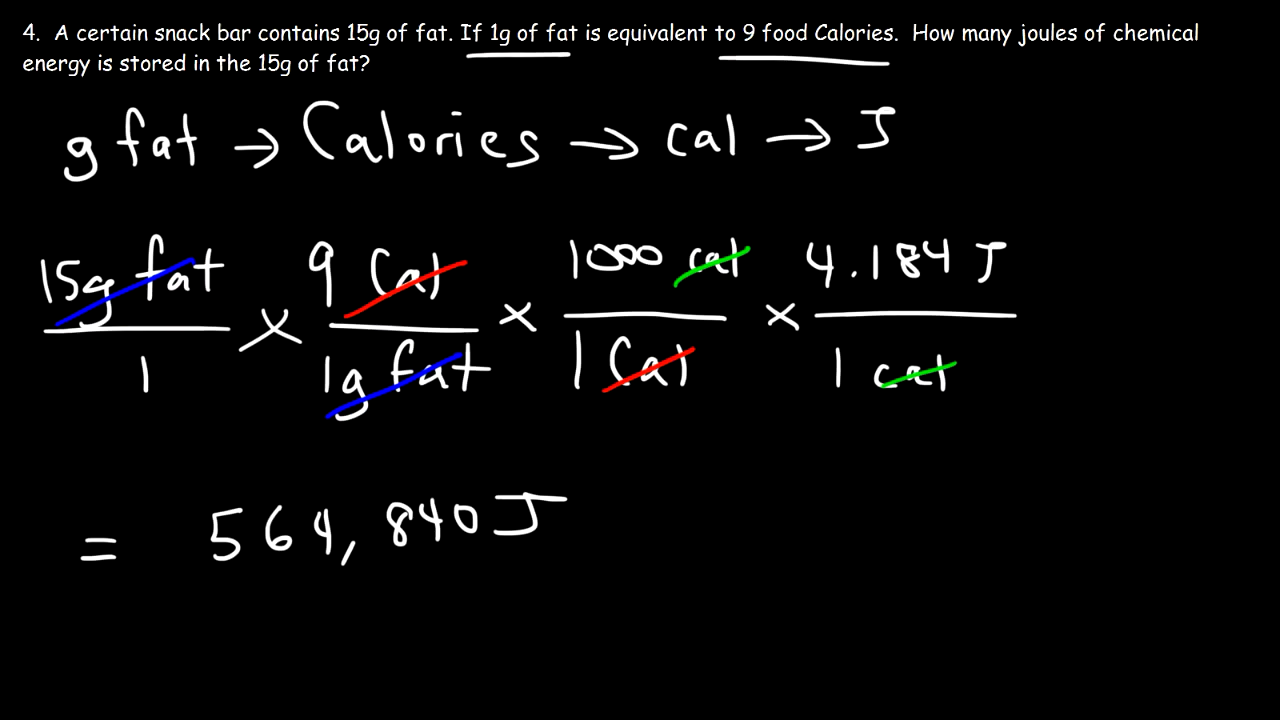 4. A certain snack bar contains 15g of fat. If 1g of fat is equivalent to 9 food Calories. How many joules of chemical
energy is stored in the 15g of fat?
g fat → Calories → cal → J
15g fat / 1 × 9 Cal / 1g fat × 1000 cal / 1 Cal × 4.184 J / 1 cal
= 564,840 J